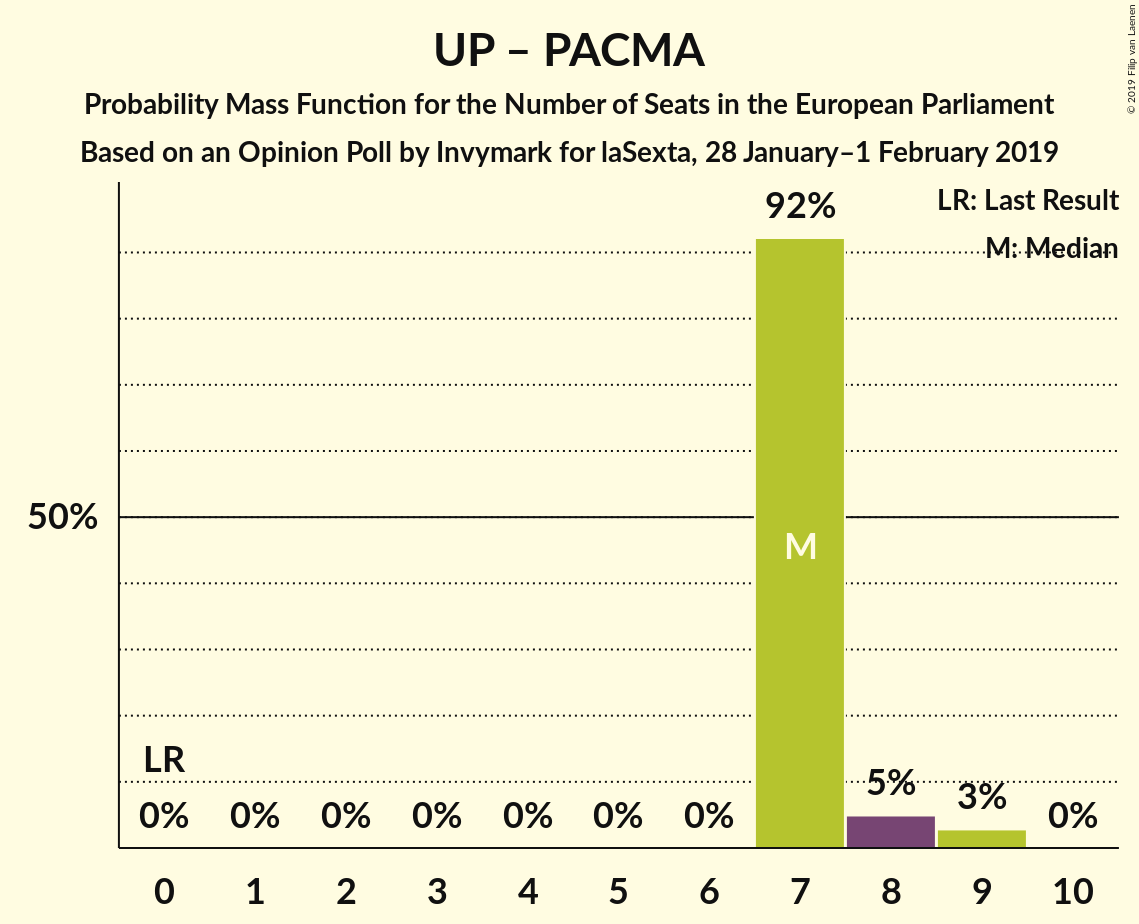 UP – PACMA
Probability Mass Function for the Number of Seats in the European Parliament
Based on an Opinion Poll by Invymark for laSexta, 28 January–1 February 2019
© 2019 Filip van Laenen
LR: Last Result
M: Median
92%
50%
M
LR
0% 0% 0% 0% 0% 0% 0% 5% 3% 0%
0 1 2 3 4 5 6 7 8 9 10